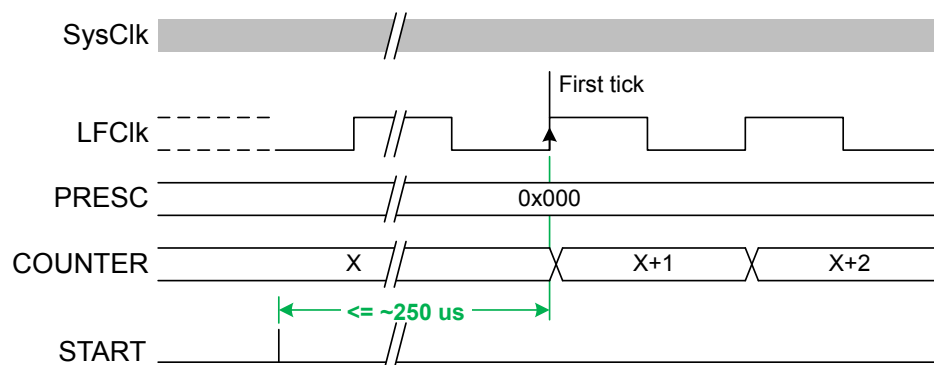 SysClk
First tick
LFClk
PRESC 0x000
COUNTER X X+1 X+2
<= ~250 us
START